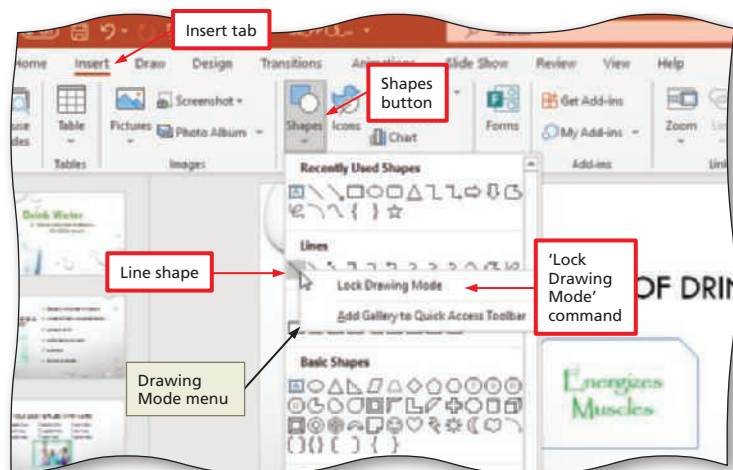 Insert tab
Home Insert Draw Design Transitions Animations Slide Show Review View Help
Shapes
button
Table
Pictures
Screenshot
Photo Album
Shapes
Icons
Chart
Forms
Get Add-ins
My Add-ins
Zoom
Tables
Images
Add-ins
Recently Used Shapes
Drink Water
Lines
Line shape
Lock Drawing Mode
Add Gallery to Quick Access Toolbar
'Lock
Drawing
Mode'
command
OF DRIN
Drawing
Mode menu
Basic Shapes
Energizes
Muscles